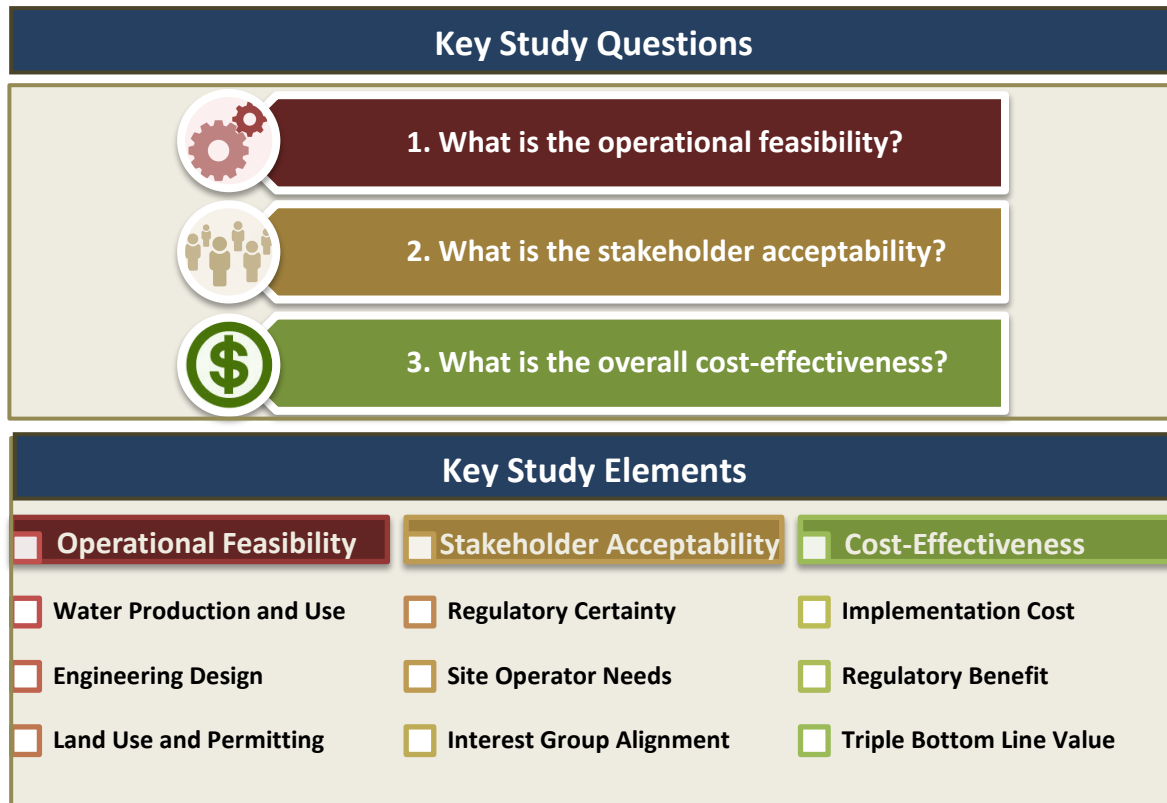 Key Study Questions
1. What is the operational feasibility?
2. What is the stakeholder acceptability?
$
3. What is the overall cost-effectiveness?
Key Study Elements
Operational Feasibility
Water Production and Use
Engineering Design
Land Use and Permitting
Stakeholder Acceptability
Regulatory Certainty
Site Operator Needs
Interest Group Alignment
Cost-Effectiveness
Implementation Cost
Regulatory Benefit
Triple Bottom Line Value